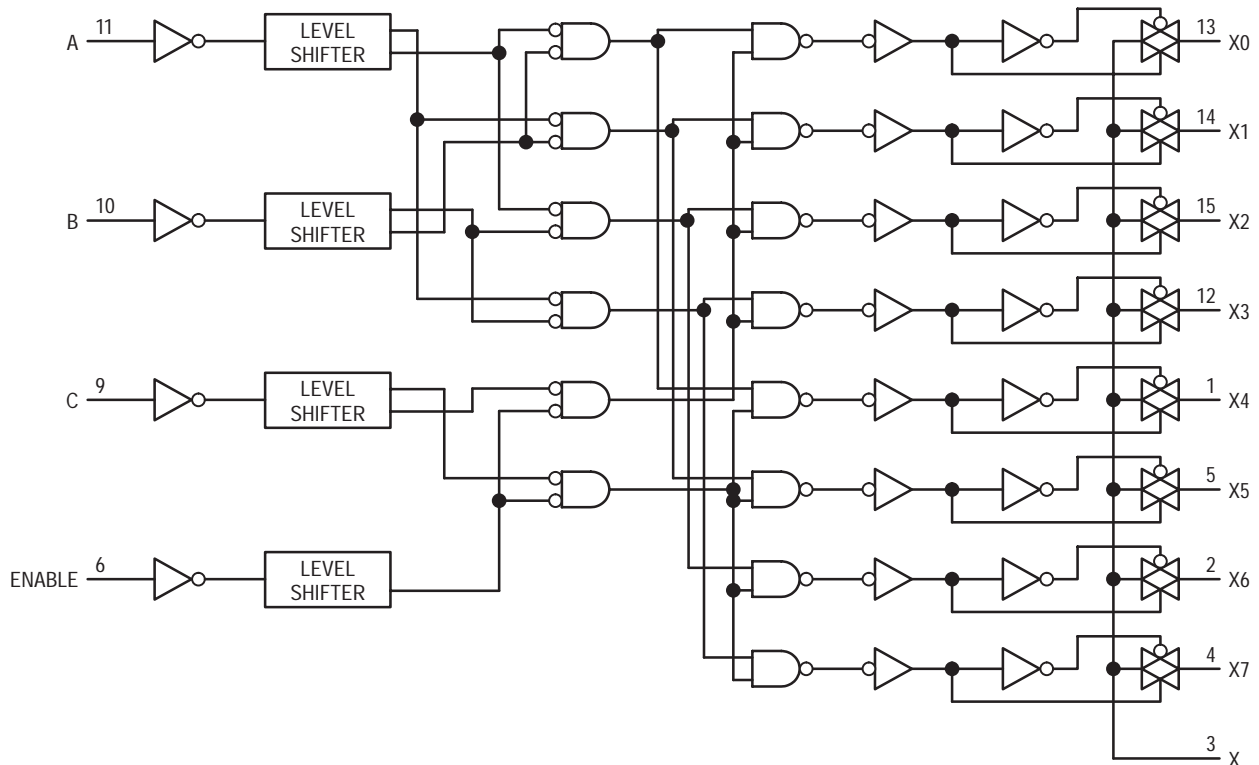 11
A
LEVEL
SHIFTER
13
X0
14
X1
10
B
LEVEL
SHIFTER
15
X2
12
X3
9
C
LEVEL
SHIFTER
1
X4
5
X5
6
ENABLE
LEVEL
SHIFTER
2
X6
4
X7
3
X